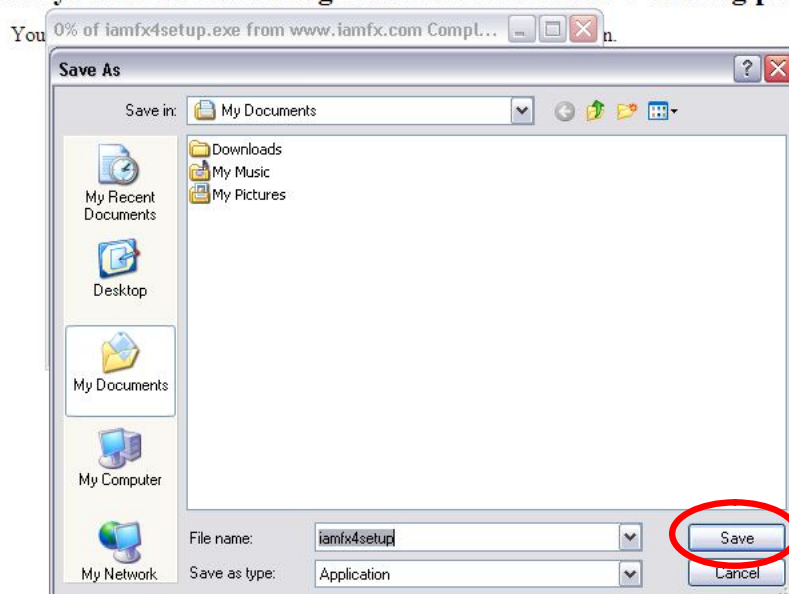 You
0% of iamfx4setup.exe from www.iamfx.com Compl...
n.
Save As
Save in:
My Documents
Downloads
My Music
My Pictures
My Recent
Documents
Desktop
My Documents
My Computer
My Network
File name:
iamfx4setup
Save
Save as type:
Application
Cancel